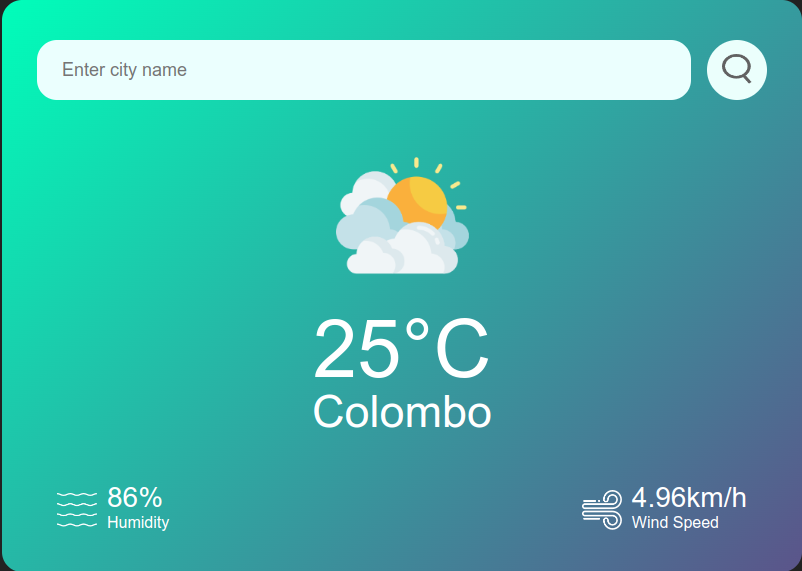 Enter city name
25°C
Colombo
86%
Humidity
4.96km/h
Wind Speed